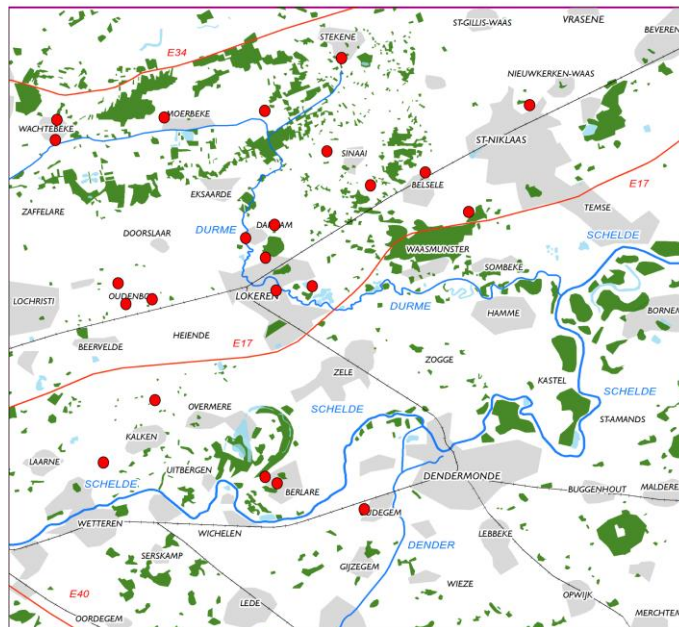 ST-GILLIS-WAAS
VRASENE
BEVEREN
STEKENE
E34
NIEUWKERKEN-WAAS
MOERBEKE
WACHTEBEKE
ST-NIKLAAS
SINAAI
BELSELE
E17
EKSAARDE
ZAFFELARE
TEMSE
DURME
DOORSLAAR
SCHELDE
WAASMUNSTER
SOMBEKE
LOCHRISTI
LOKEREN
DURME
HAMME
BORNEM
HEIENDE
E17
BEERVELDE
ZOGGE
ZELE
SCHELDE
KASTEL
OVERMERE
SCHELDE
ST-AMANDS
KALKEN
LAARNE
UITBERGEN
DENDERMONDE
SCHELDE
BERLARE
BUGGENHOUT
MALDEREN
WETTEREN
WICHELEN
DENDER
LEBBEKE
SERSKAMP
GIJZEGEM
WIEZE
E40
OPWIJK
LEDE
OORDEGEM
MERCHTEM